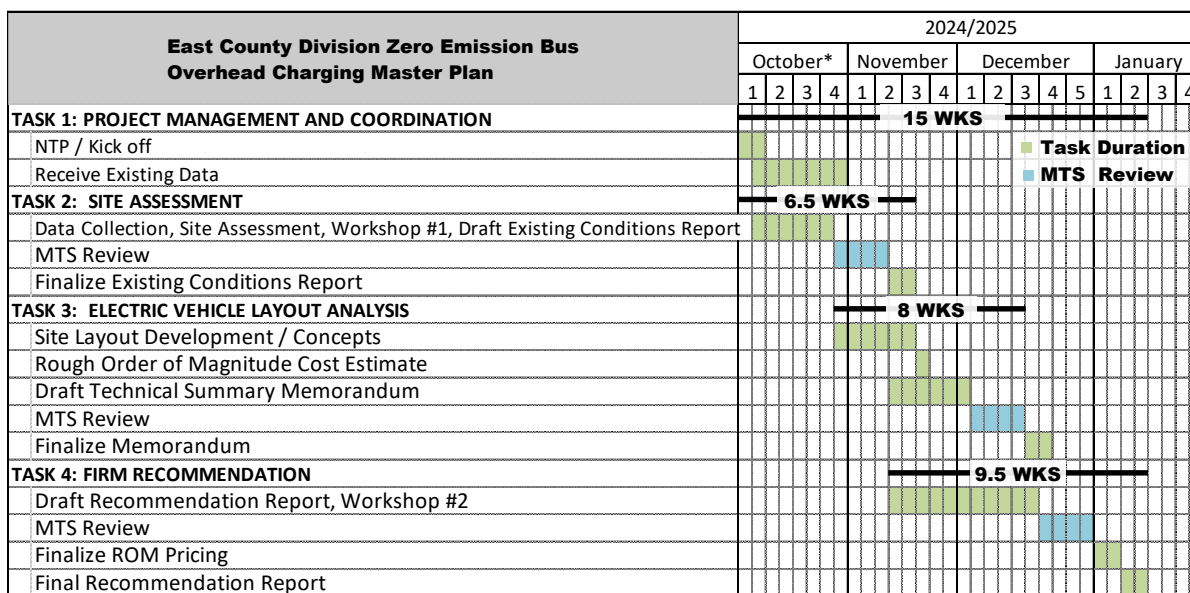 East County Division Zero Emission Bus
Overhead Charging Master Plan
2024/2025
October* November December January
1 2 3 4 1 2 3 4 1 2 3 4 5 1 2 3 4
TASK 1: PROJECT MANAGEMENT AND COORDINATION 15 WKS
NTP / Kick off
Task Duration
Receive Existing Data
MTS Review
TASK 2: SITE ASSESSMENT 6.5 WKS
Data Collection, Site Assessment, Workshop #1, Draft Existing Conditions Report
MTS Review
Finalize Existing Conditions Report
TASK 3: ELECTRIC VEHICLE LAYOUT ANALYSIS 8 WKS
Site Layout Development / Concepts
Rough Order of Magnitude Cost Estimate
Draft Technical Summary Memorandum
MTS Review
Finalize Memorandum
TASK 4: FIRM RECOMMENDATION 9.5 WKS
Draft Recommendation Report, Workshop #2
MTS Review
Finalize ROM Pricing
Final Recommendation Report